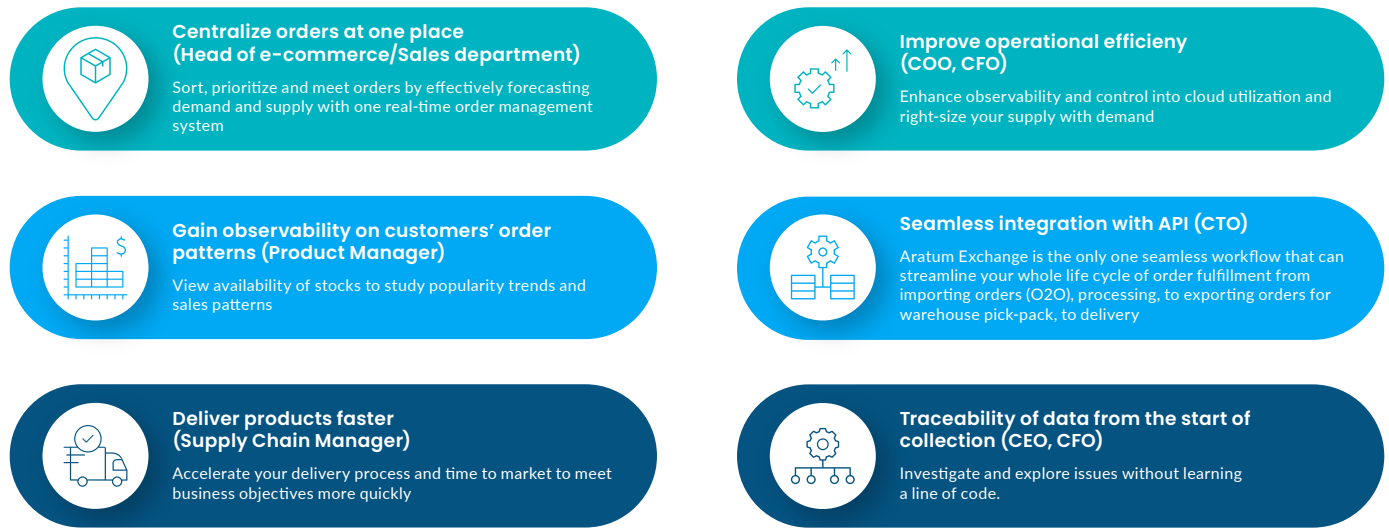 Centralize orders at one place
(Head of e-commerce/Sales department)
Sort, prioritize and meet orders by effectively forecasting
demand and supply with one real-time order management
system
Improve operational efficieny
(COO, CFO)
Enhance observability and control into cloud utilization and
right-size your supply with demand
Gain observability on customers’ order
patterns (Product Manager)
View availability of stocks to study popularity trends and
sales patterns
$
Seamless integration with API (CTO)
Aratum Exchange is the only one seamless workflow that can
streamline your whole life cycle of order fulfillment from
importing orders (O2O), processing, to exporting orders for
warehouse pick-pack, to delivery
Deliver products faster
(Supply Chain Manager)
Accelerate your delivery process and time to market to meet
business objectives more quickly
Traceability of data from the start of
collection (CEO, CFO)
Investigate and explore issues without learning
a line of code.